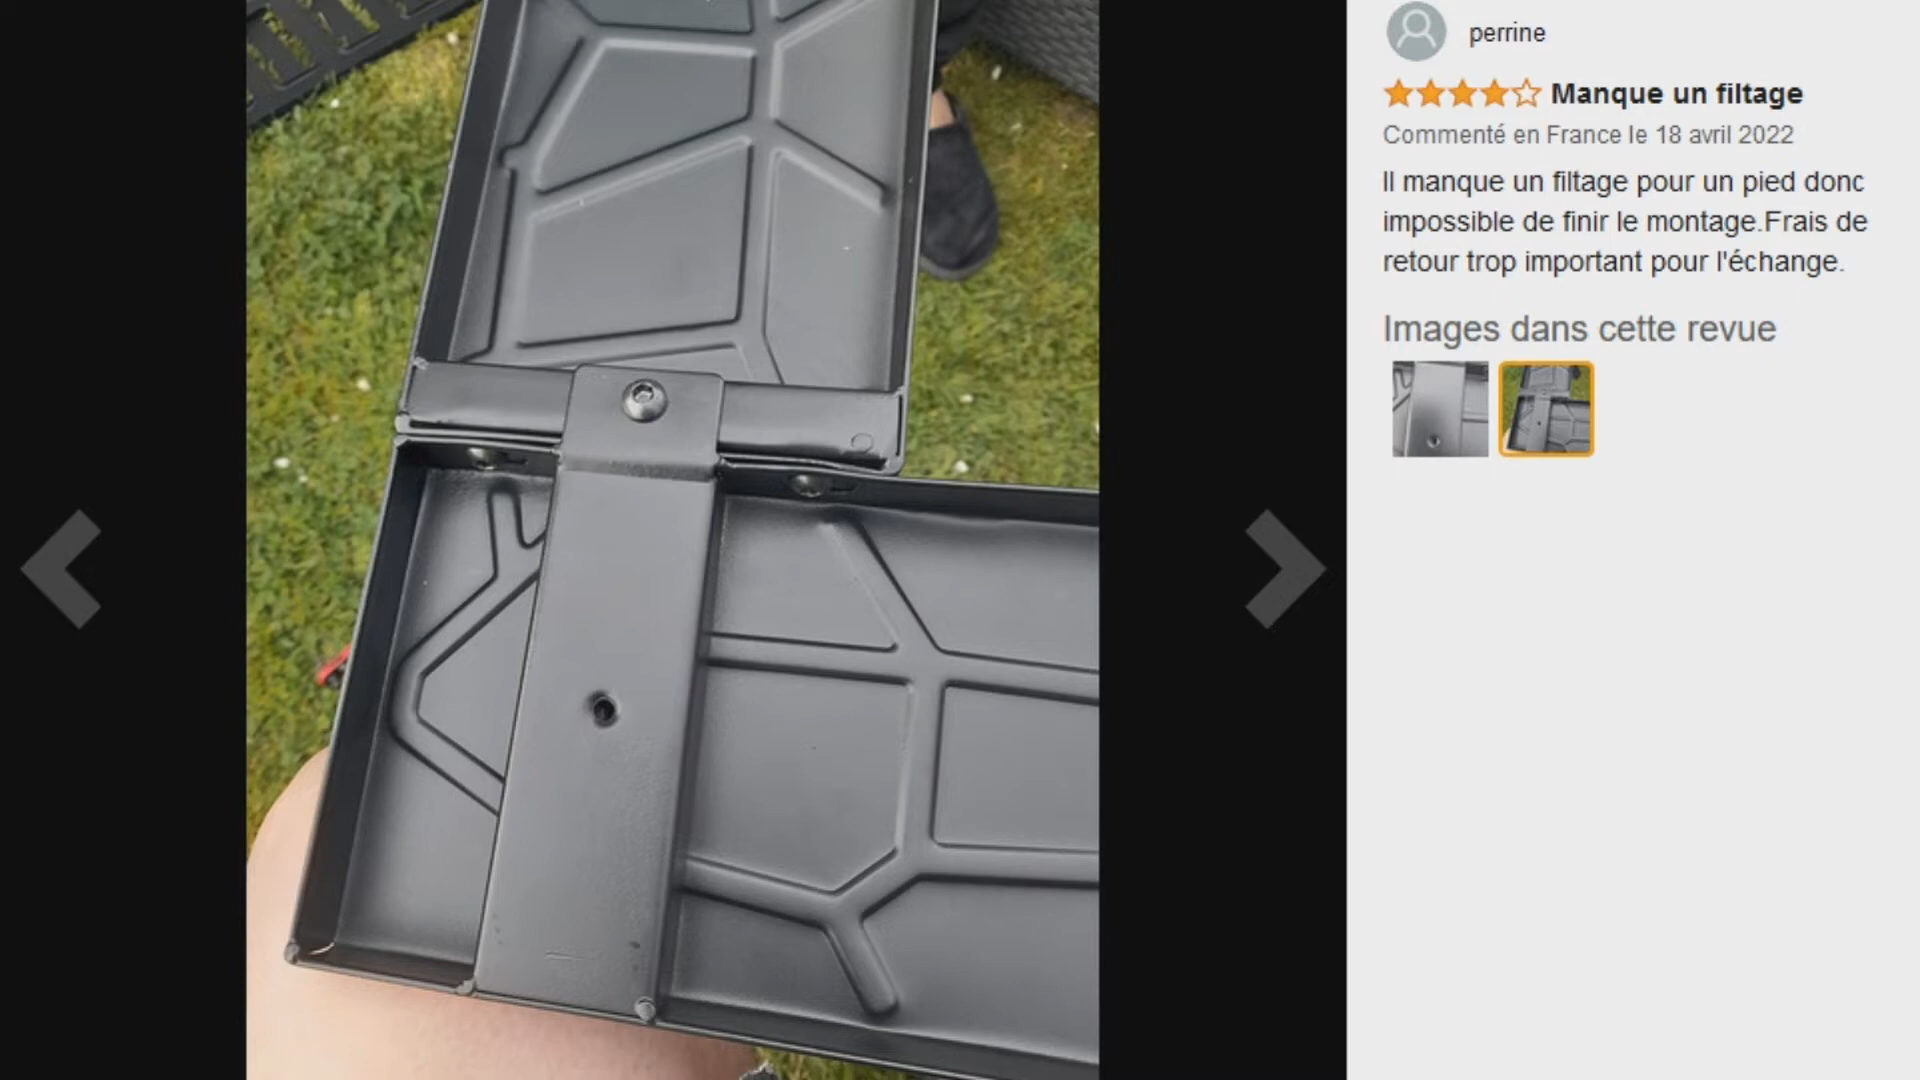 perrine
Manque un filtage
Commenté en France le 18 avril 2022
Il manque un filtage pour un pied donc
impossible de finir le montage.Frais de
retour trop important pour l'échange.
Images dans cette revue